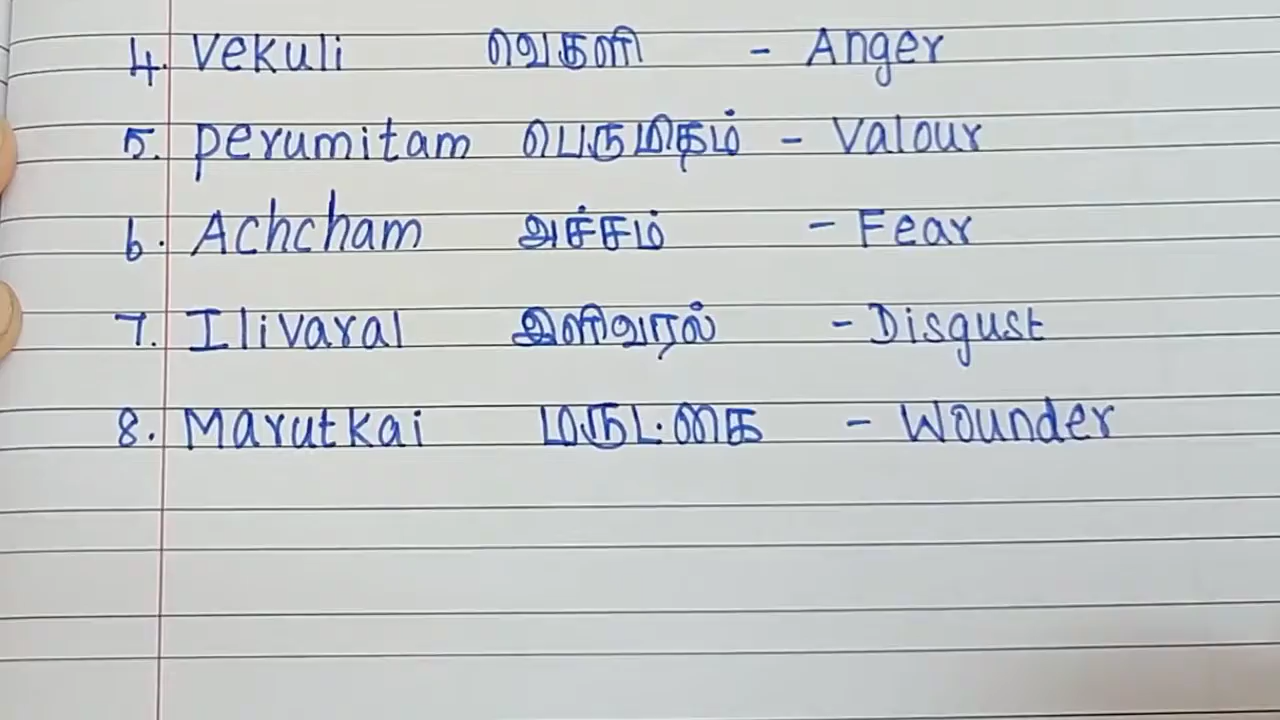 4. Vekuli வெகுளி - Anger
5. Perumitam பெருமிதம் - Valour
6. Achcham அச்சம் - Fear
7. Ilivaral இளிவரல் - Disgust
8. Marutkai மருட்கை - Wounder